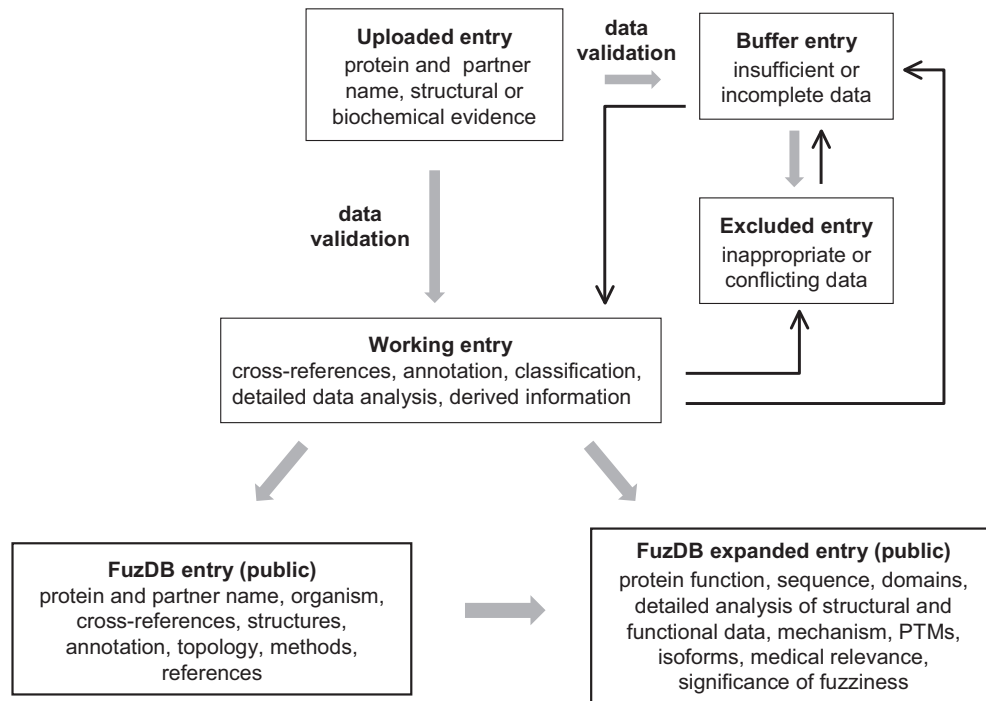 Uploaded entry
protein and partner
name, structural or
biochemical evidence
data
validation
Buffer entry
insufficient or
incomplete data
data
validation
Excluded entry
inappropriate or
conflicting data
Working entry
cross-references, annotation, classification,
detailed data analysis, derived information
FuzDB entry (public)
protein and partner name, organism,
cross-references, structures,
annotation, topology, methods,
references
FuzDB expanded entry (public)
protein function, sequence, domains,
detailed analysis of structural and
functional data, mechanism, PTMs,
isoforms, medical relevance,
significance of fuzziness